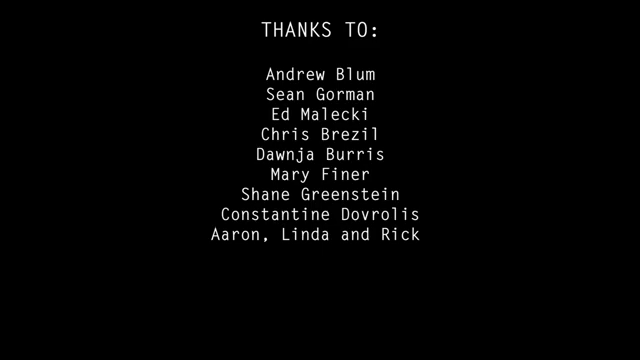 THANKS TO:
Andrew Blum
Sean Gorman
Ed Malecki
Chris Brezil
Dawnja Burris
Mary Finer
Shane Greenstein
Constantine Dovrolis
Aaron, Linda and Rick